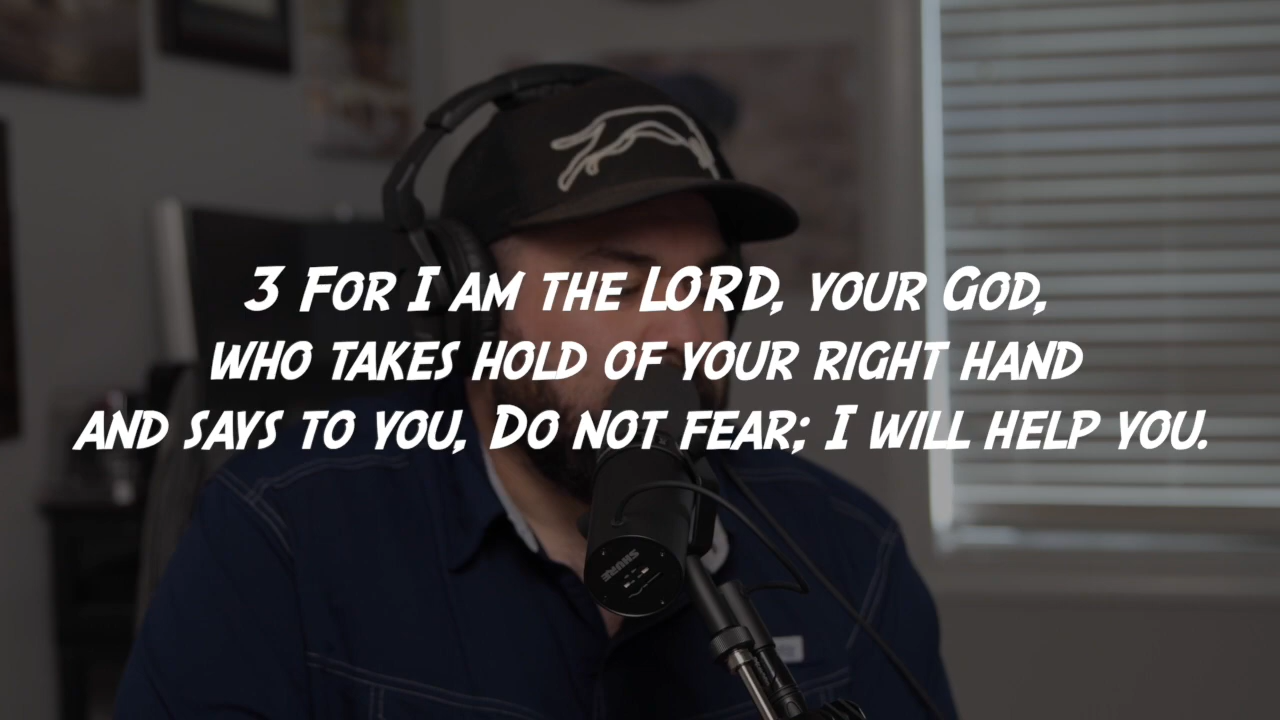 3 For I am the LORD, your God,
who takes hold of your right hand
and says to you, Do not fear; I will help you.
SHURE